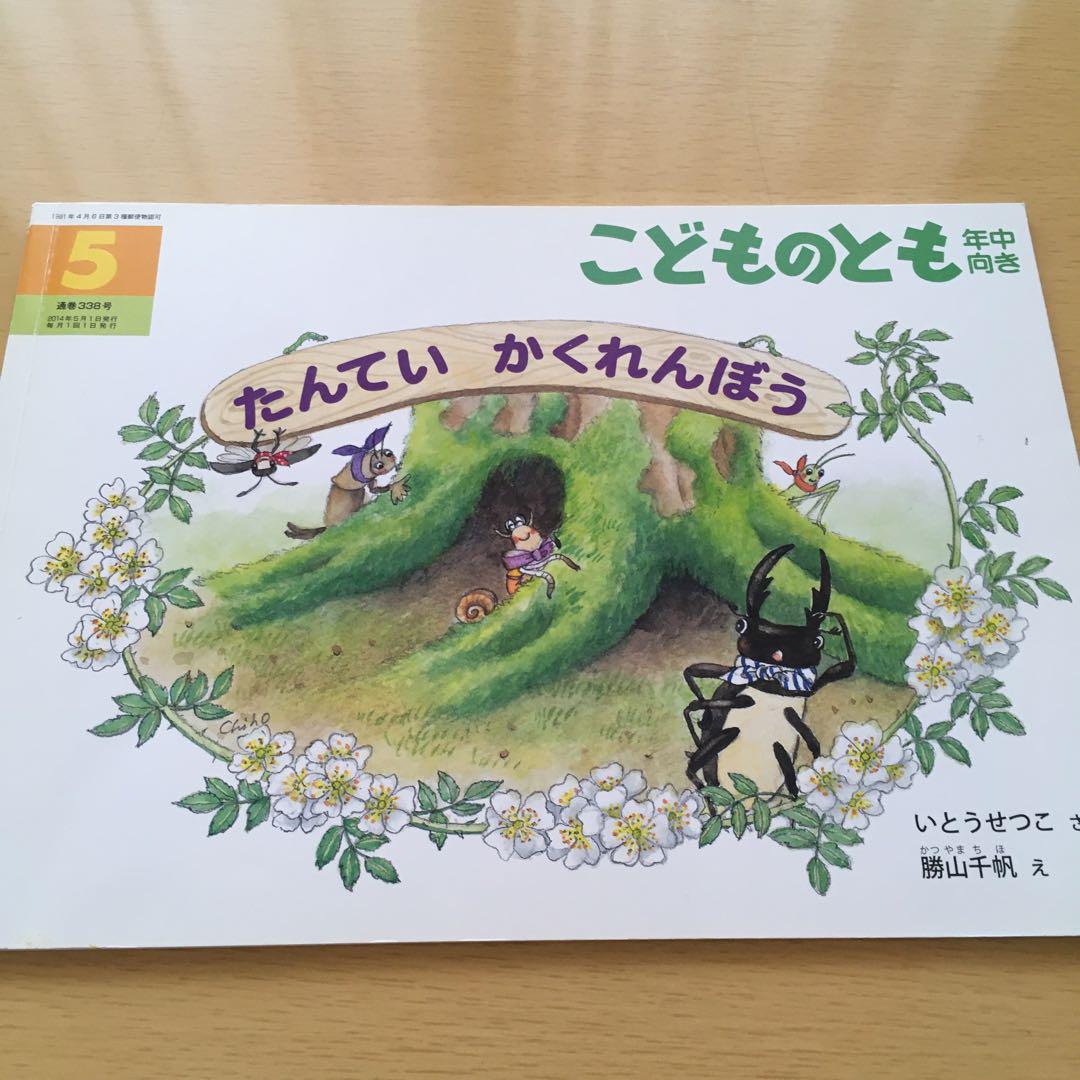 1981年4月6日第3種郵便物認可
5
通巻338号
2014年5月1日発行
毎月1回1日発行
こどものとも 年中
向き
たんてい かくれんぼう
Chiho
いとうせつこ さ
かつやまちほ
勝山千帆 え